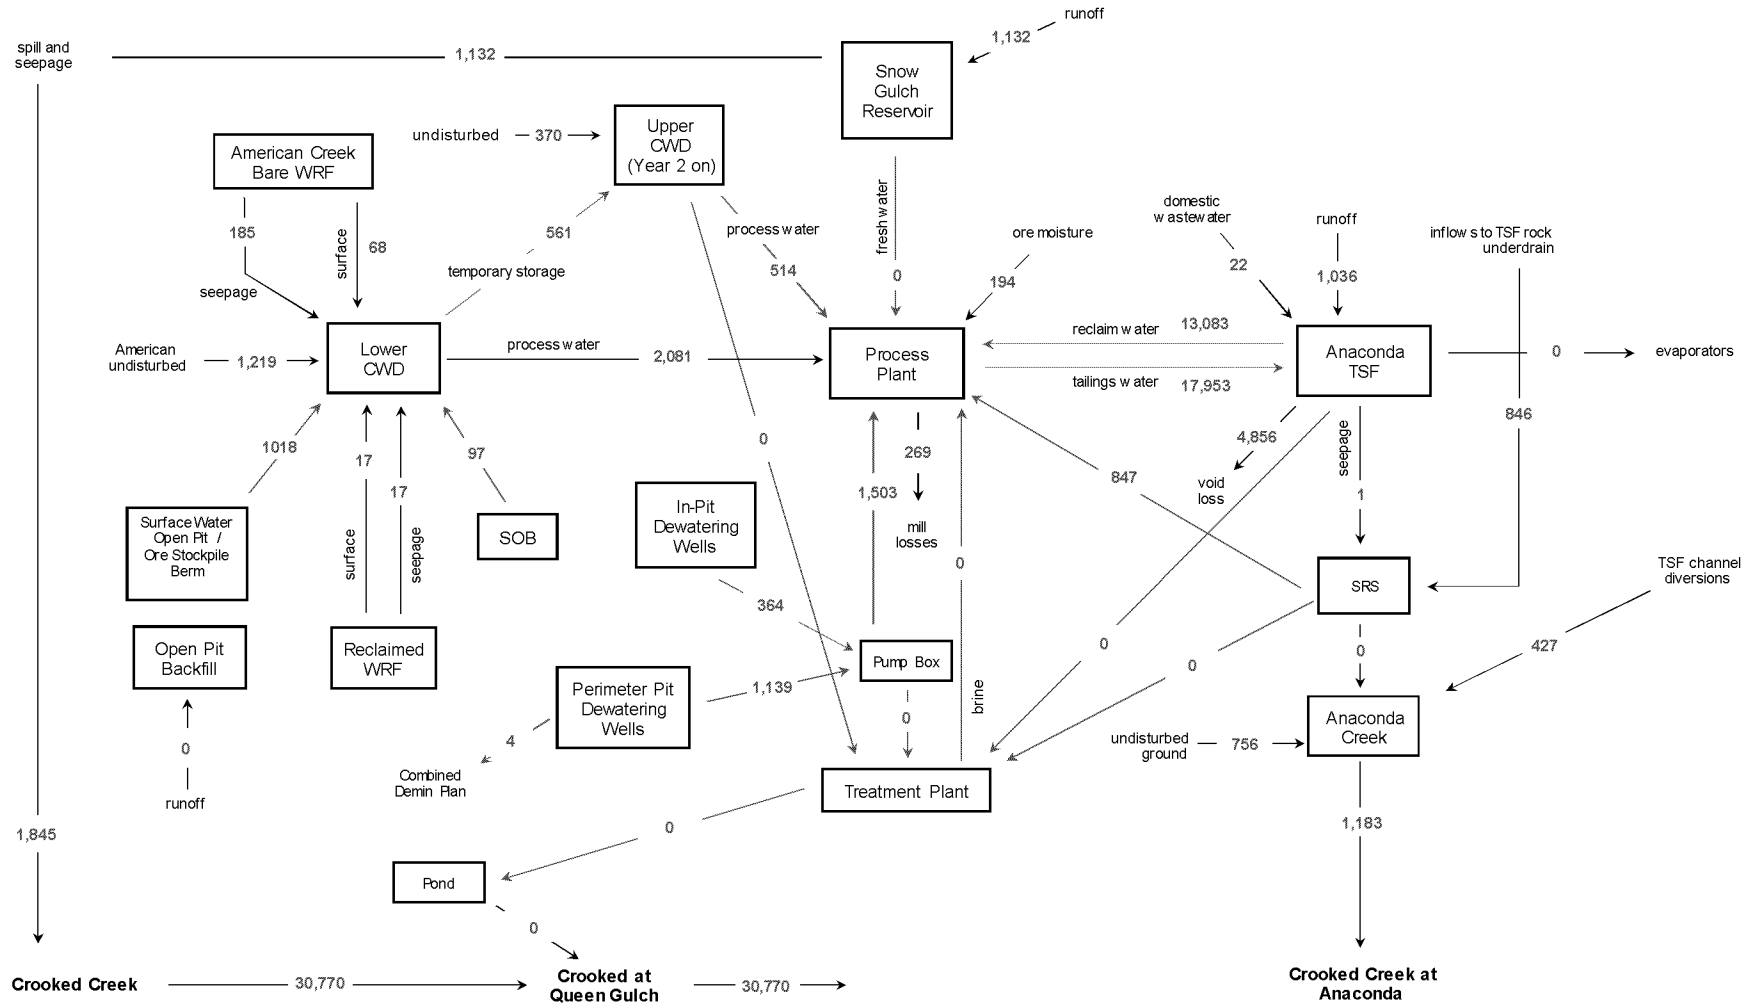 runoff
1,132
spill and
seepage
1,132
Snow
Gulch
Reservoir
undisturbed
370
Upper
CWD
(Year 2 on)
American Creek
Bare WRF
185
surface
68
seepage
561
temporary storage
process water
514
fresh water
0
ore moisture
194
domestic
wastewater
22
runoff
1,036
inflows to TSF rock
underdrain
American
undisturbed
1,219
Lower
CWD
process water
2,081
Process
Plant
reclaim water
13,083
tailings water
17,953
Anaconda
TSF
0
evaporators
846
1018
17
17
97
surface
seepage
0
1,503
269
mill
losses
0
brine
847
4,856
void
loss
seepage
1
Surface Water
Open Pit /
Ore Stockpile
Berm
SOB
In-Pit
Dewatering
Wells
364
SRS
TSF channel
diversions
427
Open Pit
Backfill
Reclaimed
WRF
0
runoff
Perimeter Pit
Dewatering
Wells
1,139
4
Combined
Demin Plan
Pump Box
0
0
0
0
Anaconda
Creek
undisturbed
ground
756
Treatment Plant
0
1,845
1,183
Pond
0
Crooked Creek
30,770
Crooked at
Queen Gulch
30,770
Crooked Creek at
Anaconda